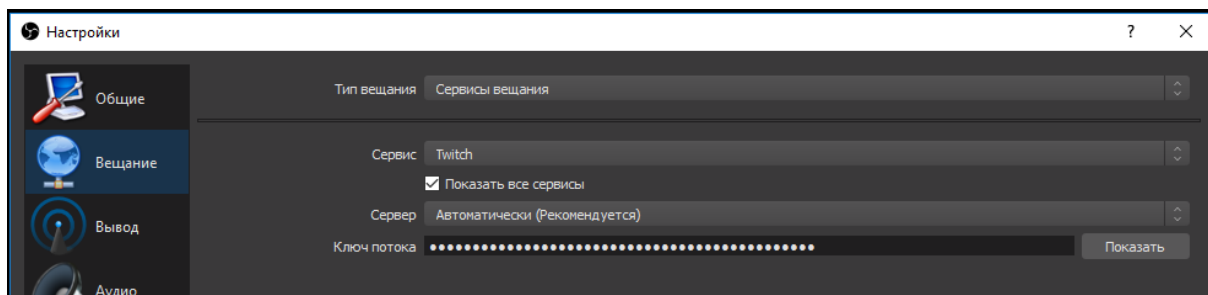 Настройки ?
Общие
Вещание
Вывод
Аудио
Тип вещания Сервисы вещания
Сервис Twitch
Показать все сервисы
Сервер Автоматически (Рекомендуется)
Ключ потока ●●●●●●●●●●●●●●●●●●●●●●●●●●●●●●●●●●●●●●●●●●●● Показать